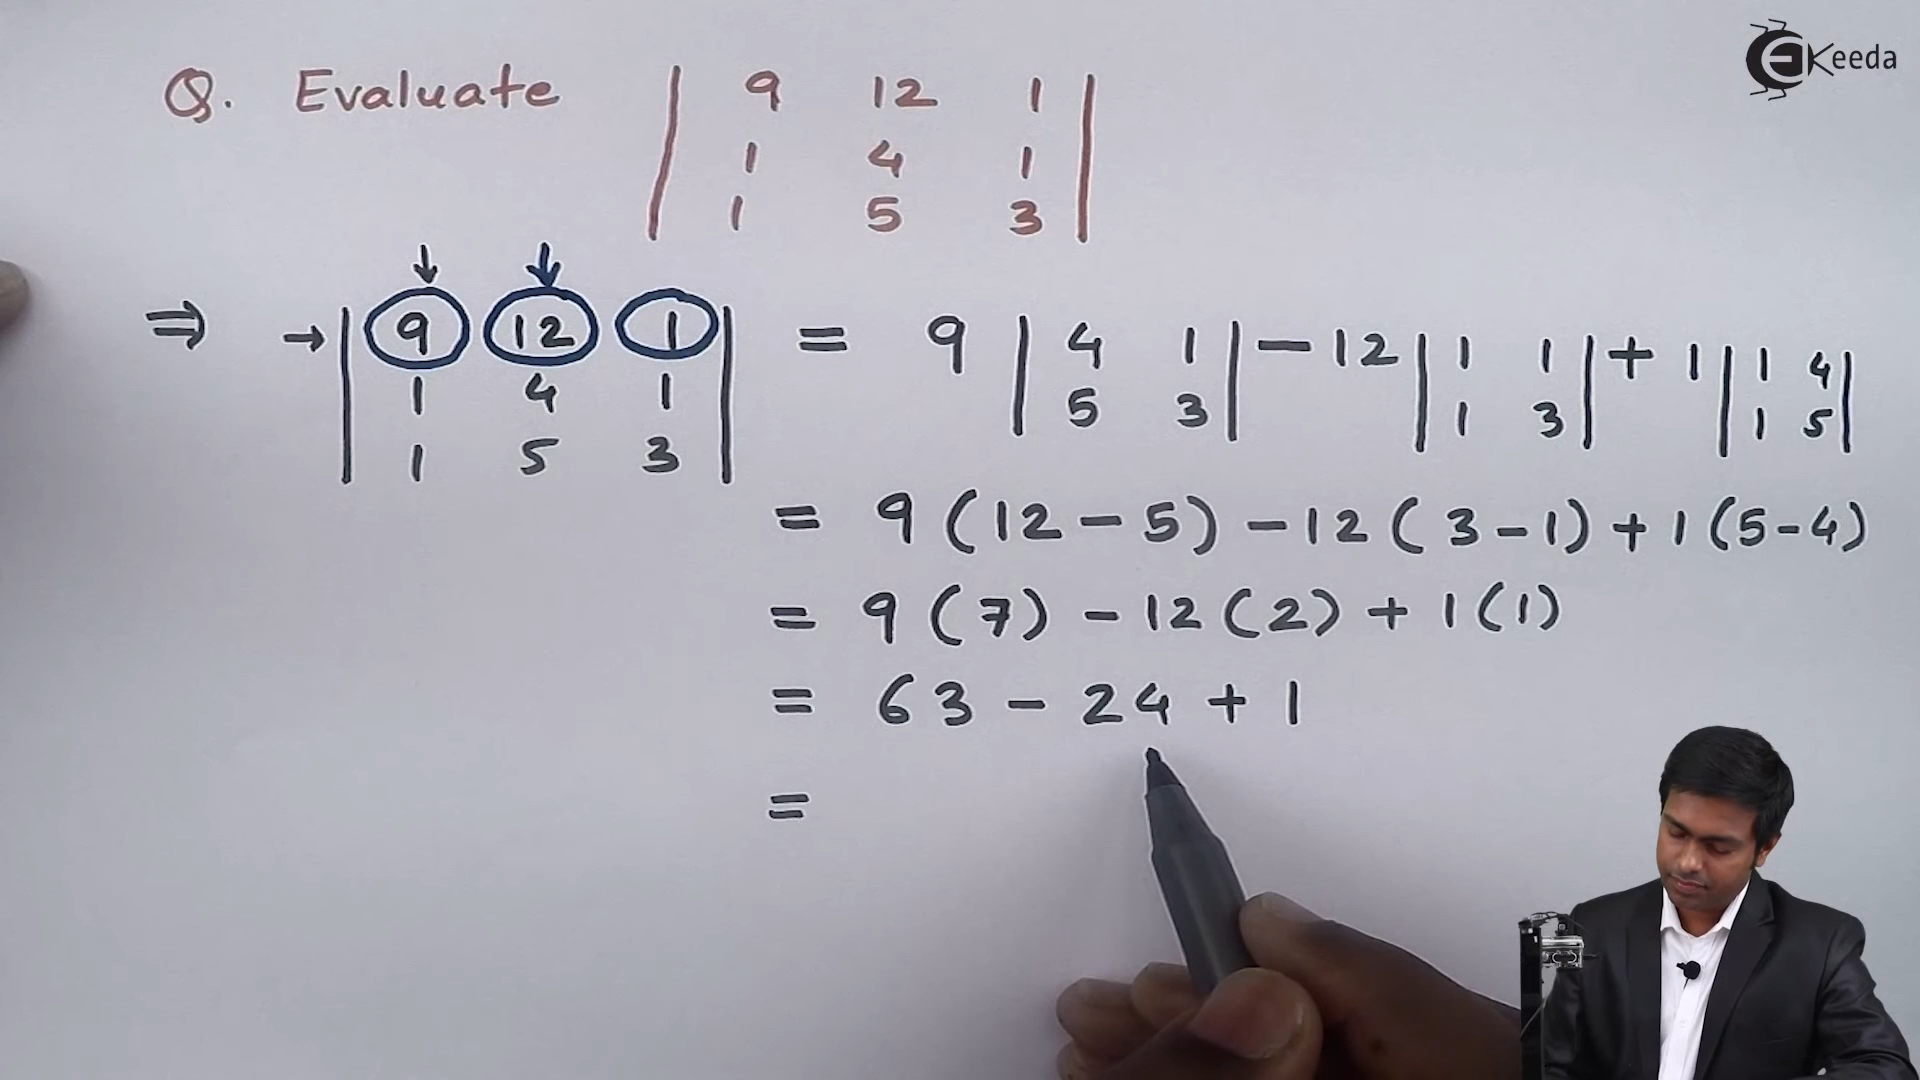 EKeeda
Q. Evaluate | 9 12 1 |
1 4 1
1 5 3
⇒ → | 9 12 1 | = 9 | 4 1 | - 12 | 1 1 | + 1 | 1 4 |
1 4 1 5 3 1 3 1 5
1 5 3
= 9 (12 - 5) - 12 (3 - 1) + 1 (5 - 4)
= 9 (7) - 12 (2) + 1 (1)
= 63 - 24 + 1
=